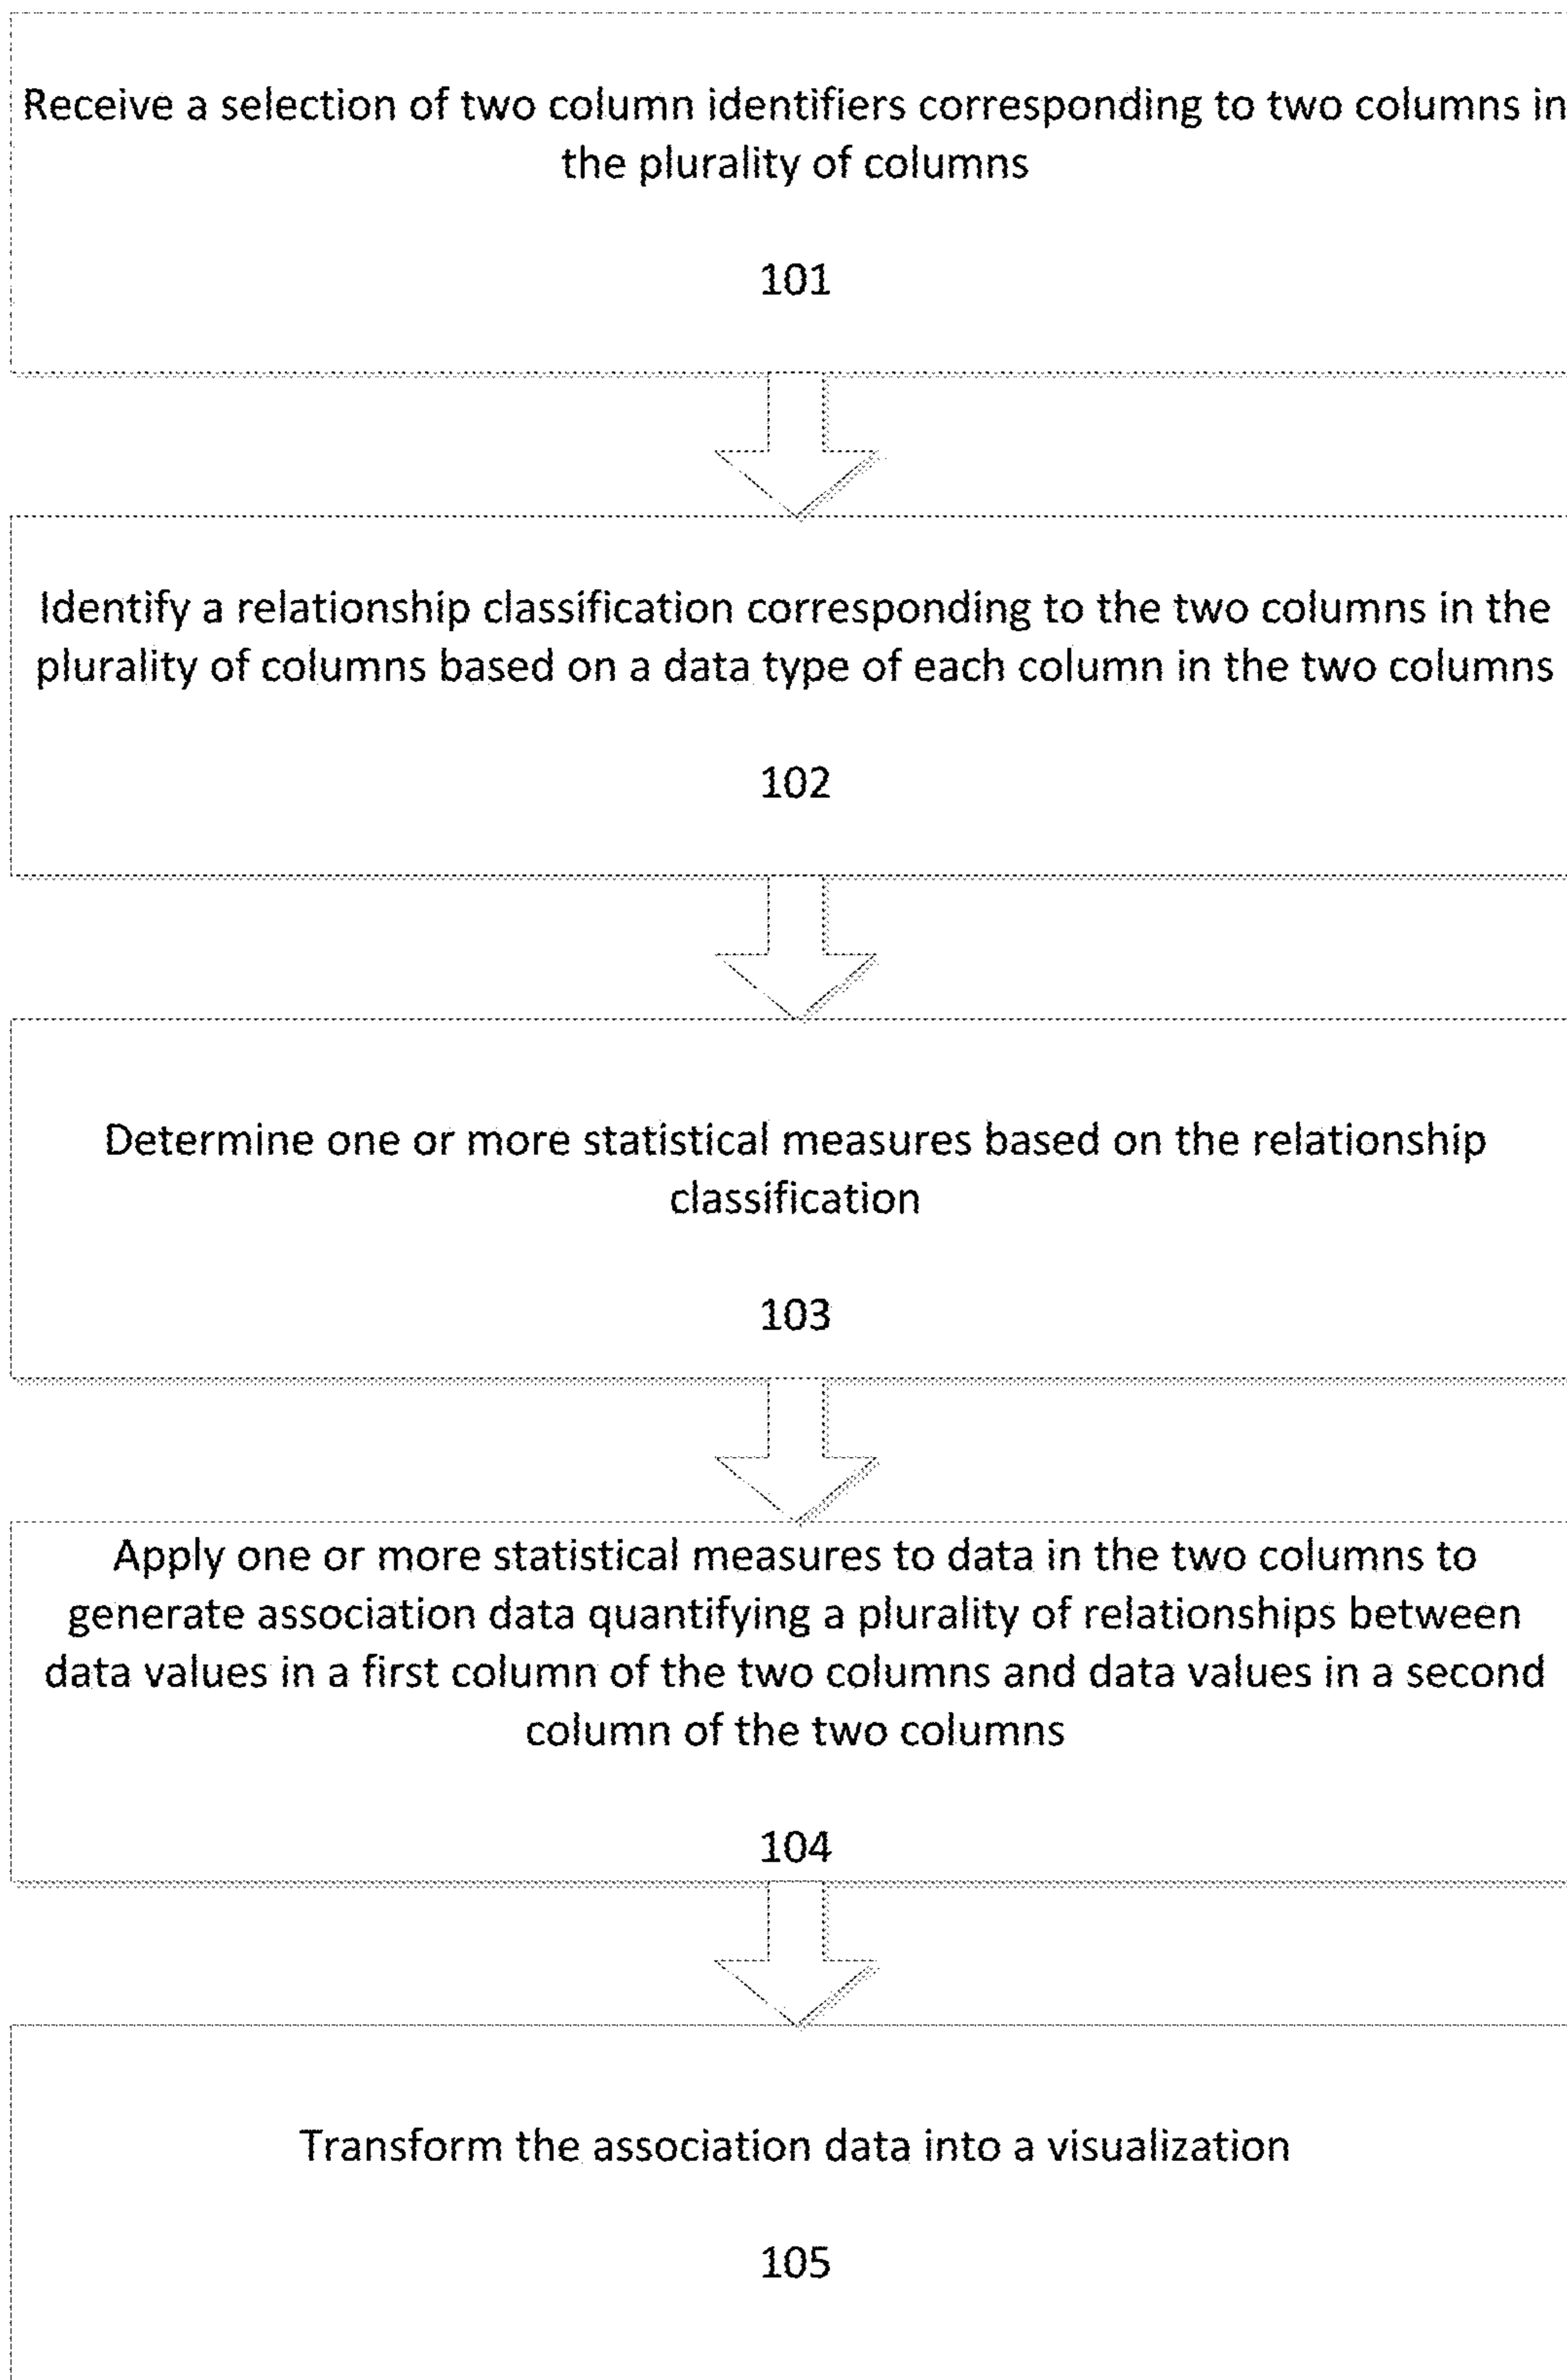 Receive a selection of two column identifiers corresponding to two columns in
the plurality of columns
101
Identify a relationship classification corresponding to the two columns in the
plurality of columns based on a data type of each column in the two columns
102
Determine one or more statistical measures based on the relationship
classification
103
Apply one or more statistical measures to data in the two columns to
generate association data quantifying a plurality of relationships between
data values in a first column of the two columns and data values in a second
column of the two columns
104
Transform the association data into a visualization
105